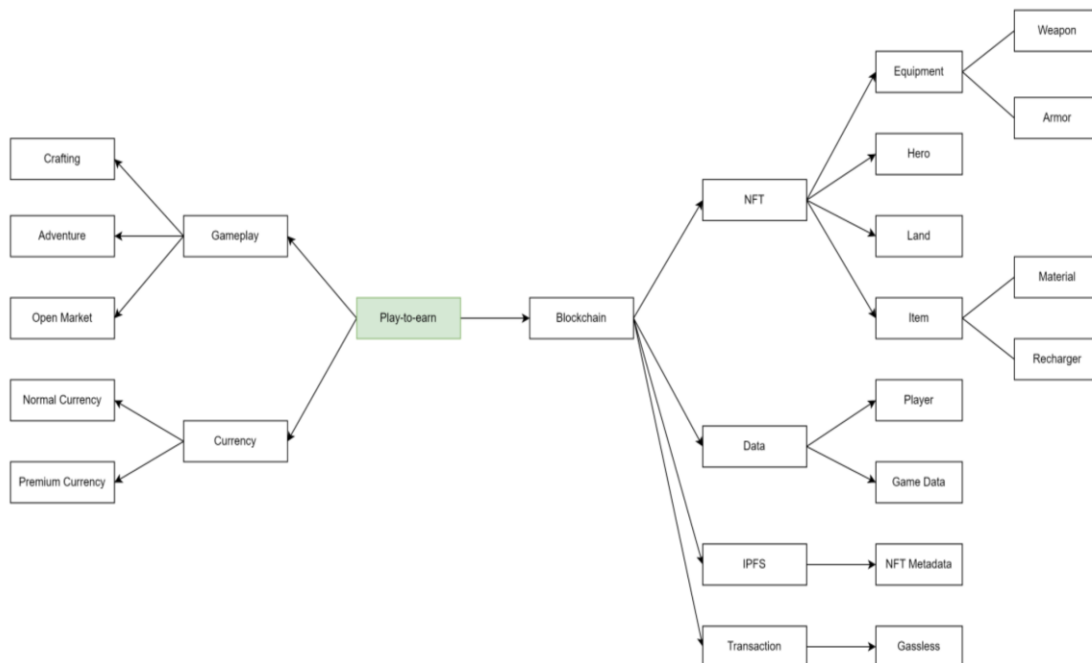 Weapon
Equipment
Armor
Crafting
Hero
NFT
Adventure
Gameplay
Land
Material
Open Market
Play-to-earn
Blockchain
Item
Recharger
Normal Currency
Player
Currency
Data
Premium Currency
Game Data
IPFS
NFT Metadata
Transaction
Gassless